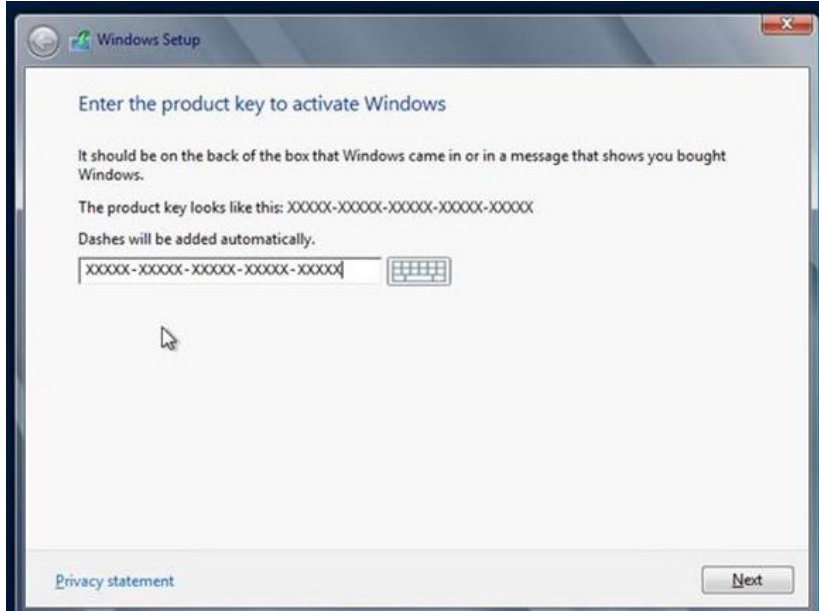 Windows Setup
Enter the product key to activate Windows
It should be on the back of the box that Windows came in or in a message that shows you bought
Windows.
The product key looks like this: XXXXX-XXXXX-XXXXX-XXXXX-XXXXX
Dashes will be added automatically.
XXXXX-XXXXX-XXXXX-XXXXX-XXXXX
Privacy statement
Next